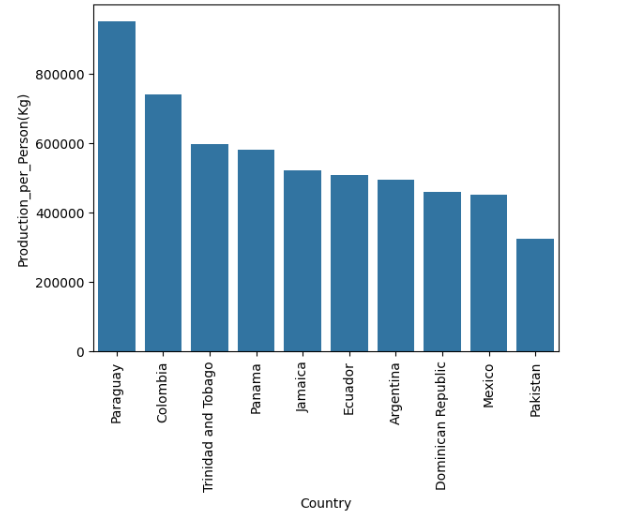 Production_per_Person(Kg)
800000
600000
400000
200000
0
Paraguay
Colombia
Trinidad and Tobago
Panama
Jamaica
Ecuador
Argentina
Dominican Republic
Mexico
Pakistan
Country